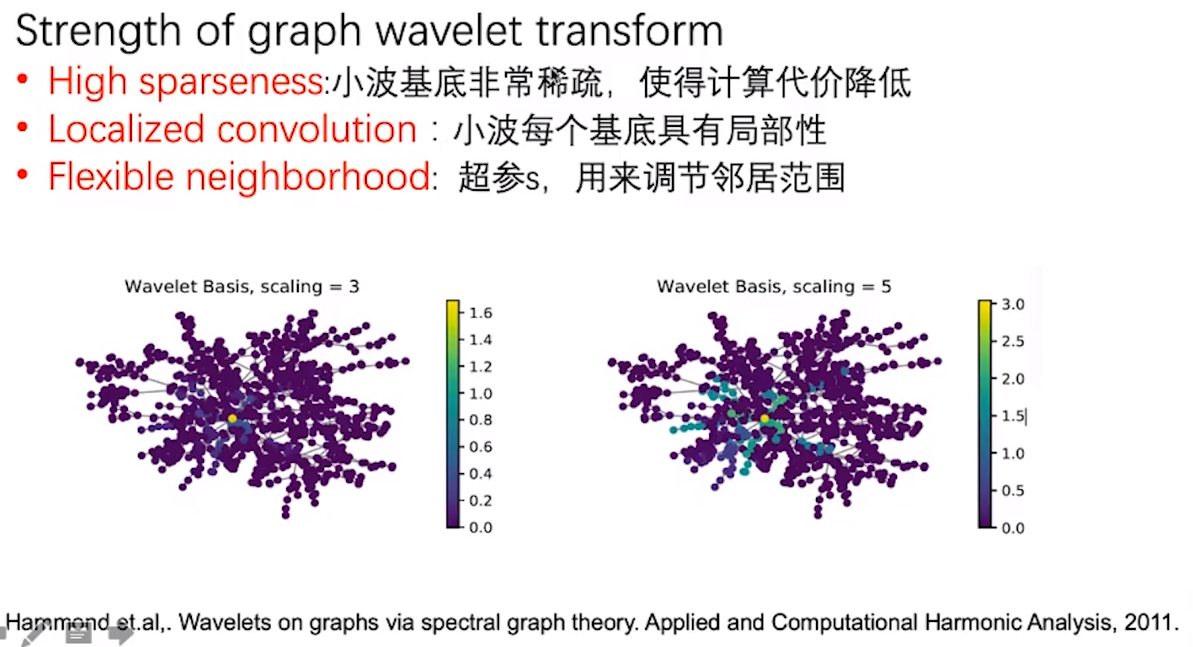 Strength of graph wavelet transform
• High sparseness:小波基底非常稀疏，使得计算代价降低
• Localized convolution：小波每个基底具有局部性
• Flexible neighborhood: 超参s，用来调节邻居范围
Wavelet Basis, scaling = 3
1.6
1.4
1.2
1.0
0.8
0.6
0.4
0.2
0.0
Wavelet Basis, scaling = 5
3.0
2.5
2.0
1.5
1.0
0.5
0.0
Hammond et.al,. Wavelets on graphs via spectral graph theory. Applied and Computational Harmonic Analysis, 2011.